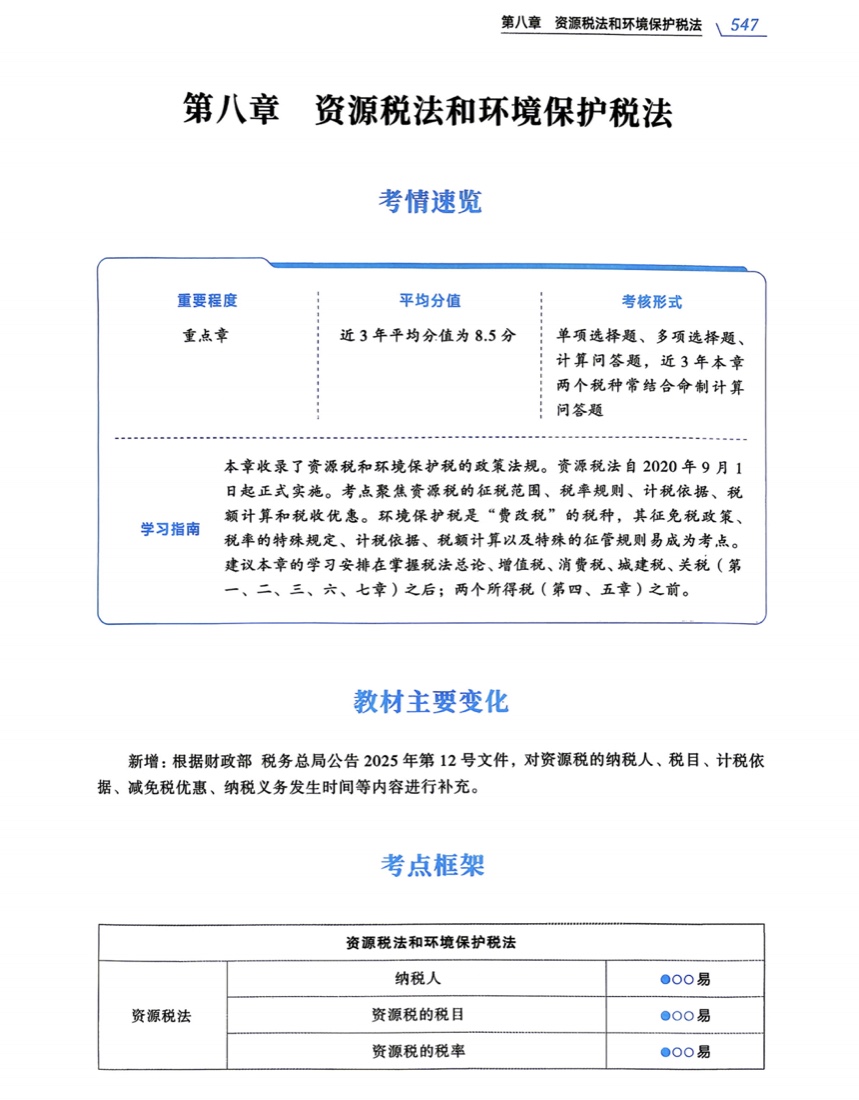 第八章 资源税法和环境保护税法 547
第八章 资源税法和环境保护税法
考情速览
重要程度
重点章
平均分值
近3年平均分值为8.5分
考核形式
单项选择题、多项选择题、
计算问答题，近3年本章
两个税种常结合命制计算
问答题
学习指南
本章收录了资源税和环境保护税的政策法规。资源税法自2020年9月1
日起正式实施。考点聚焦资源税的征税范围、税率规则、计税依据、税
额计算和税收优惠。环境保护税是“费改税”的税种，其征免税政策、
税率的特殊规定、计税依据、税额计算以及特殊的征管规则易成为考点。
建议本章的学习安排在掌握税法总论、增值税、消费税、城建税、关税（第
一、二、三、六、七章）之后；两个所得税（第四、五章）之前。
教材主要变化
新增：根据财政部 税务总局公告2025年第12号文件，对资源税的纳税人、税目、计税依
据、减免税优惠、纳税义务发生时间等内容进行补充。
考点框架
资源税法和环境保护税法
资源税法
纳税人 易
资源税的税目 易
资源税的税率 易